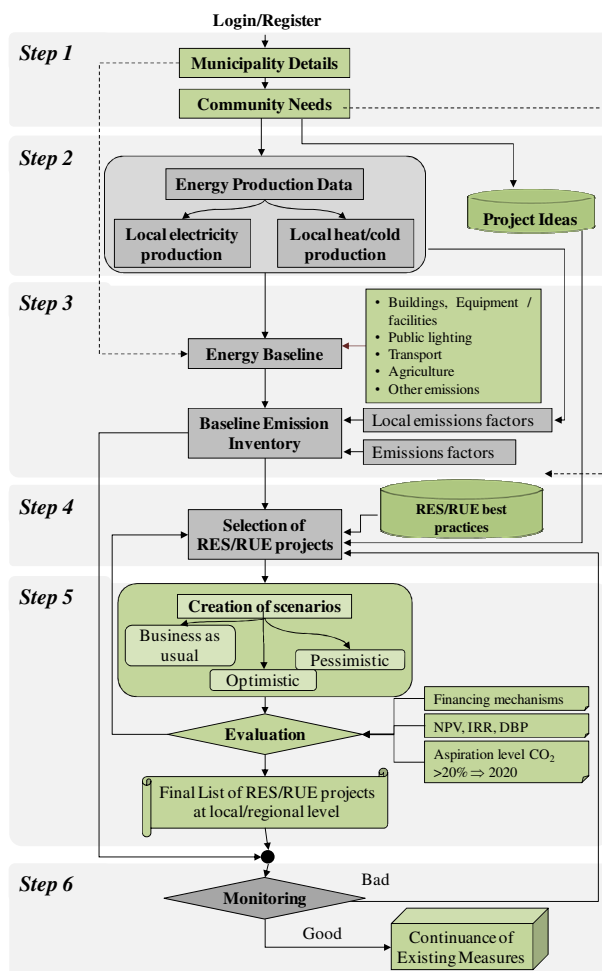 Login/Register
Step 1
Municipality Details
Community Needs
Step 2
Energy Production Data
Local electricity
production
Local heat/cold
production
Project Ideas
Step 3
• Buildings, Equipment /
facilities
• Public lighting
• Transport
• Agriculture
• Other emissions
Energy Baseline
Baseline Emission
Inventory
Local emissions factors
Emissions factors
Step 4
RES/RUE best
practices
Selection of
RES/RUE projects
Step 5
Creation of scenarios
Business as
usual
Pessimistic
Optimistic
Evaluation
Financing mechanisms
NPV, IRR, DBP
Aspiration level CO₂
>20% ⇒ 2020
Final List of RES/RUE projects
at local/regional level
Step 6
Monitoring
Bad
Good
Continuance of
Existing Measures